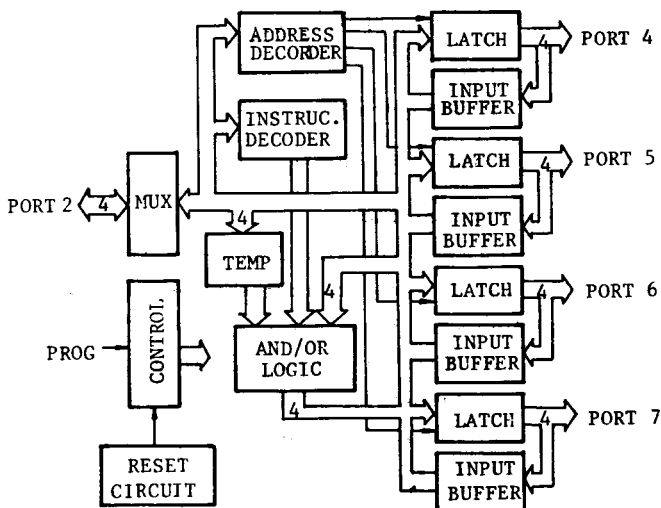 ADDRESS
DECORDER
LATCH
4
PORT 4
INPUT
BUFFER
INSTRUC.
DECODER
LATCH
4
PORT 5
INPUT
BUFFER
PORT 2
4
MUX
4
TEMP
4
LATCH
4
PORT 6
INPUT
BUFFER
PROG
CONTROL
AND/OR
LOGIC
4
LATCH
4
PORT 7
INPUT
BUFFER
RESET
CIRCUIT